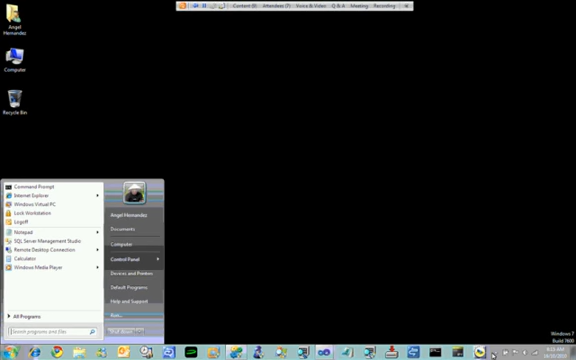 Angel
Hernandez
Computer
Recycle Bin
Content (0) Attendees (7) Voice & Video Q & A Meeting Recording
Command Prompt
Internet Explorer
Windows Virtual PC
Lock Workstation
Logoff
Notepad
SQL Server Management Studio
Remote Desktop Connection
Calculator
Windows Media Player
All Programs
Search programs and files
Angel Hernandez
Documents
Computer
Control Panel
Devices and Printers
Default Programs
Help and Support
Run...
Windows 7
Build 7600